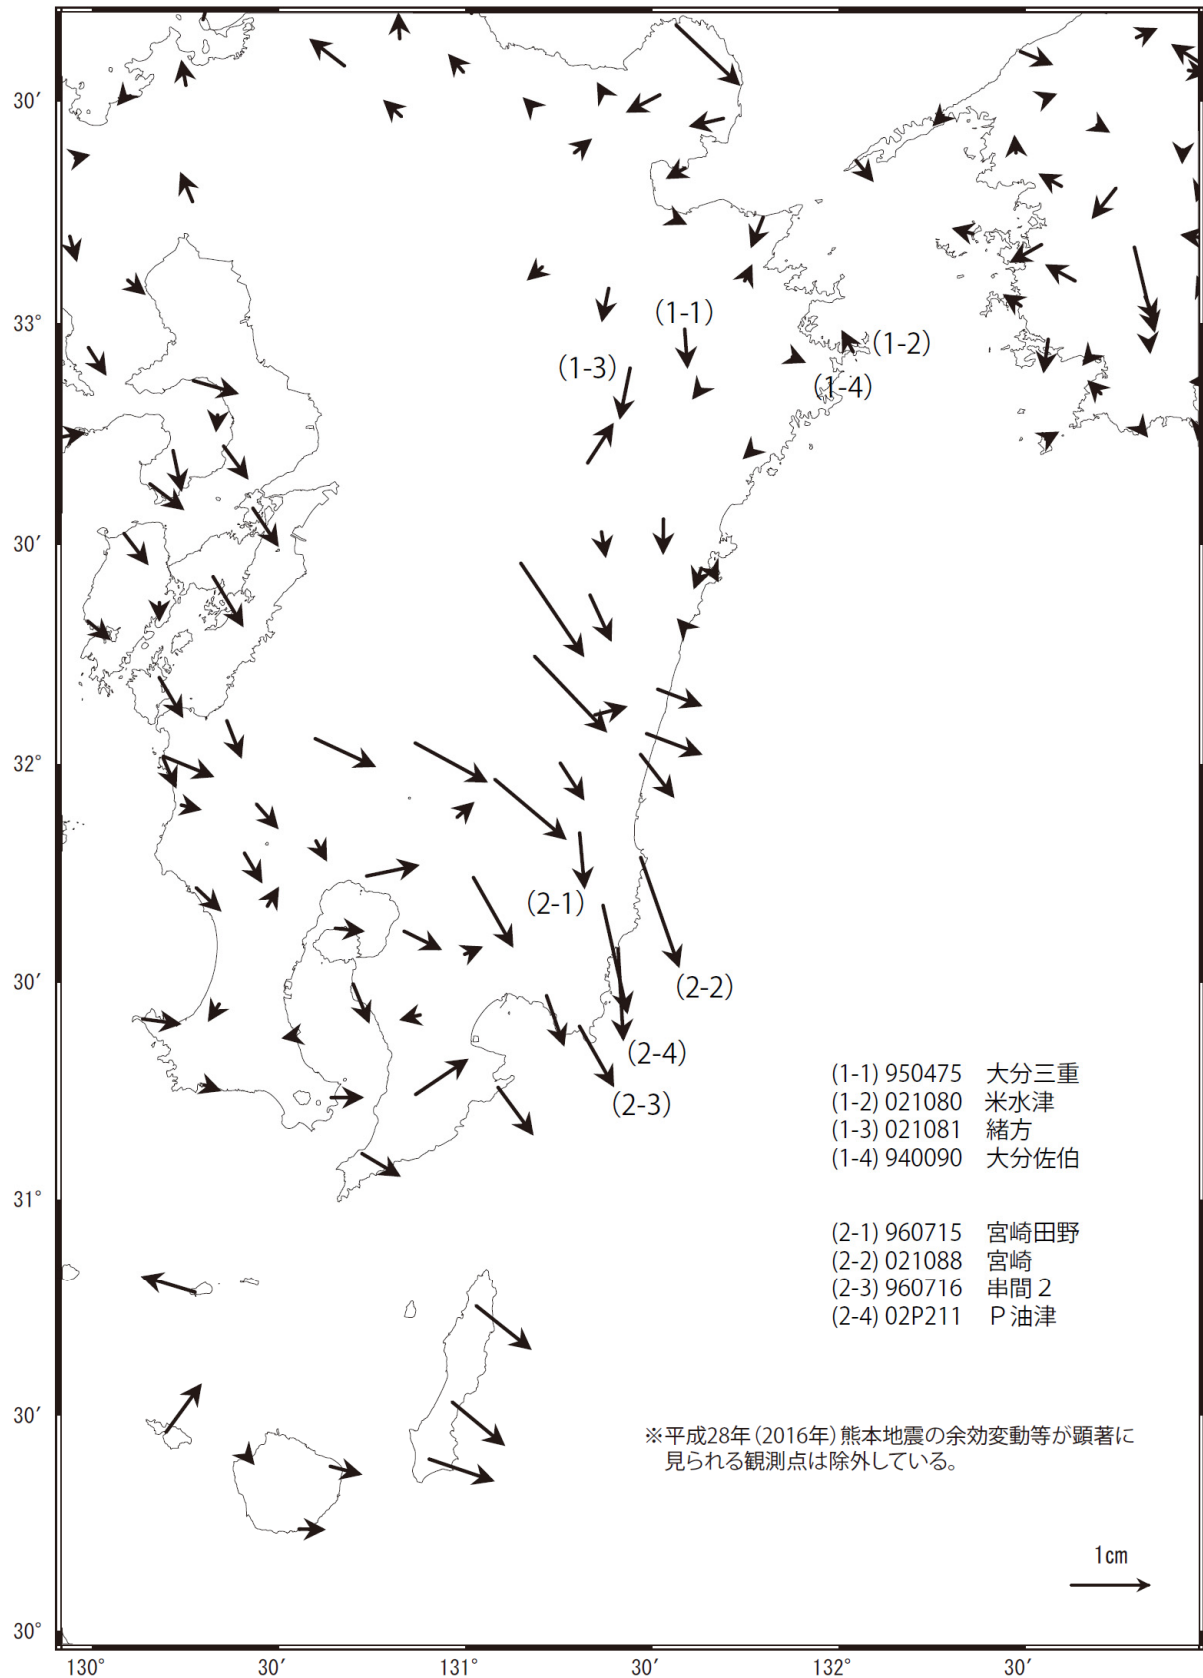 30′
33°
30′
32°
30′
31°
30′
30°
130°
30′
131°
30′
132°
30′
(1-1)
(1-2)
(1-3)
(1-4)
(2-1)
(2-2)
(2-4)
(2-3)
(1-1) 950475 大分三重
(1-2) 021080 米水津
(1-3) 021081 緒方
(1-4) 940090 大分佐伯
(2-1) 960715 宮崎田野
(2-2) 021088 宮崎
(2-3) 960716 串間２
(2-4) 02P211 Ｐ油津
※平成28年(2016年)熊本地震の余効変動等が顕著に
見られる観測点は除外している。
1cm